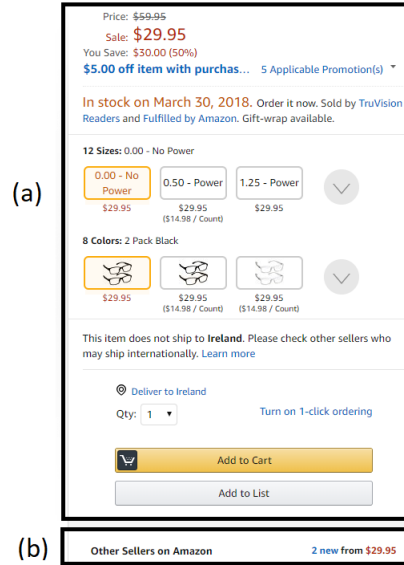 Price: $59.95
Sale: $29.95
You Save: $30.00 (50%)
$5.00 off item with purchas... 5 Applicable Promotion(s)
In stock on March 30, 2018. Order it now. Sold by TruVision
Readers and Fulfilled by Amazon. Gift-wrap available.
(a)
12 Sizes: 0.00 - No Power
0.00 - No Power 0.50 - Power 1.25 - Power
$29.95 $29.95 $29.95
($14.98 / Count)
8 Colors: 2 Pack Black
$29.95 $29.95 $29.95
($14.98 / Count) ($14.98 / Count)
This item does not ship to Ireland. Please check other sellers who
may ship internationally. Learn more
Deliver to Ireland
Qty: 1 Turn on 1-click ordering
Add to Cart
Add to List
(b) Other Sellers on Amazon 2 new from $29.95